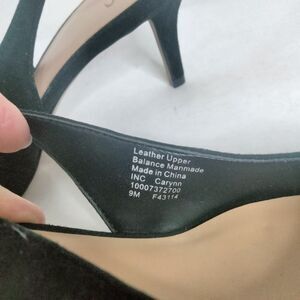 Leather Upper
Balance Manmade
Made in China
INC Carynn
10007372700
9M F43114